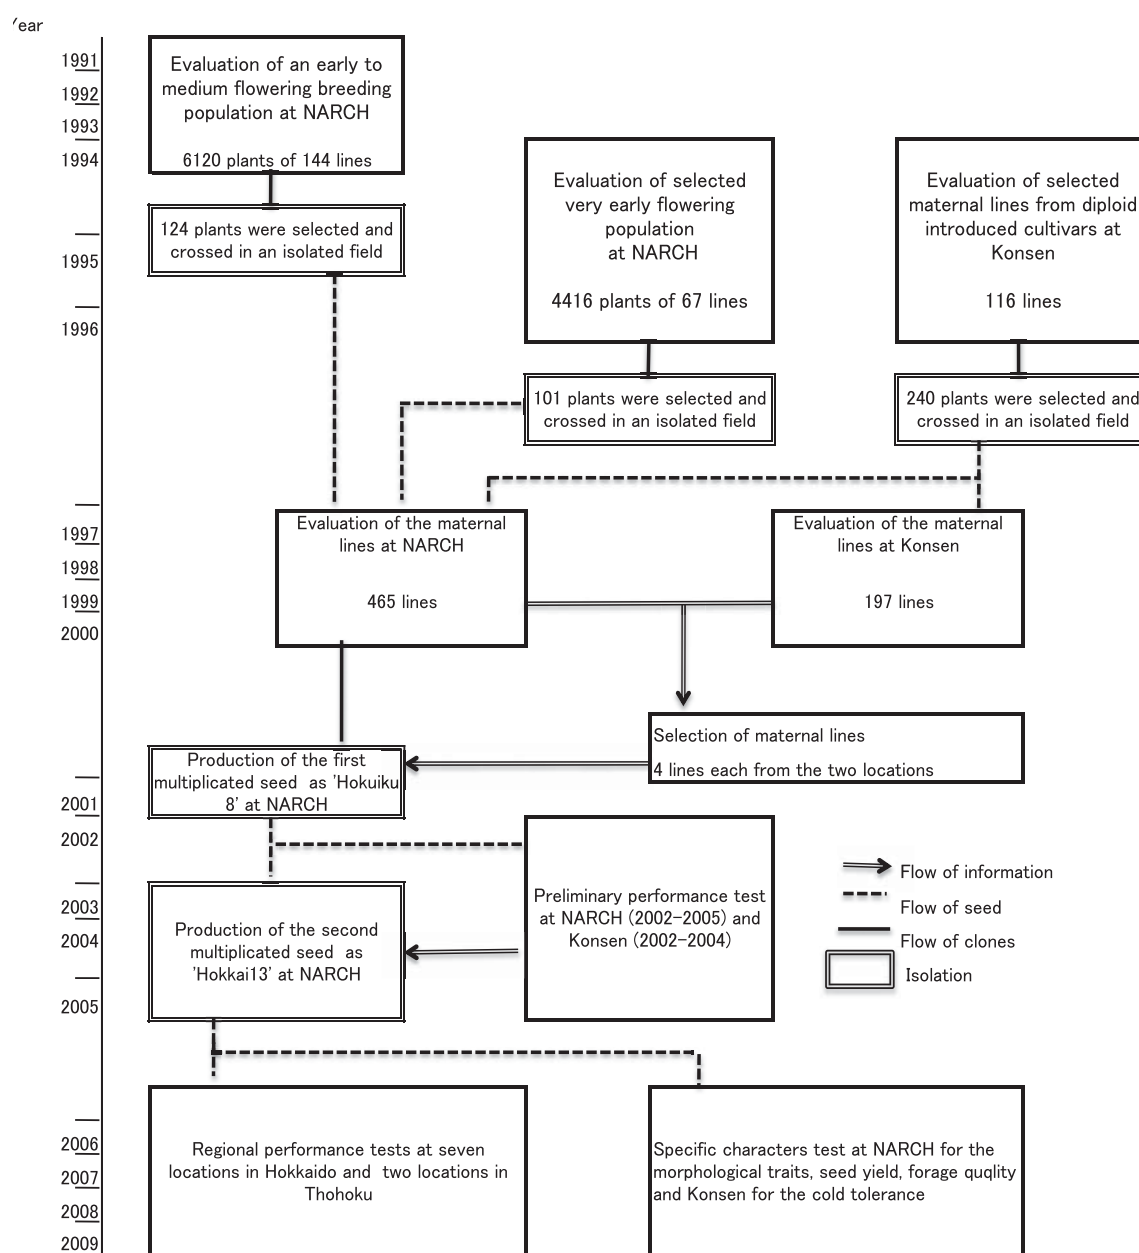 Year
1991
1992
1993
1994
1995
1996
1997
1998
1999
2000
2001
2002
2003
2004
2005
2006
2007
2008
2009
Evaluation of an early to
medium flowering breeding
population at NARCH
6120 plants of 144 lines
124 plants were selected and
crossed in an isolated field
Evaluation of selected
very early flowering
population
at NARCH
4416 plants of 67 lines
101 plants were selected and
crossed in an isolated field
Evaluation of selected
maternal lines from diploid
introduced cultivars at
Konsen
116 lines
240 plants were selected and
crossed in an isolated field
Evaluation of the maternal
lines at NARCH
465 lines
Evaluation of the maternal
lines at Konsen
197 lines
Selection of maternal lines
4 lines each from the two locations
Production of the first
multiplicated seed as 'Hokuiku
8' at NARCH
Preliminary performance test
at NARCH (2002-2005) and
Konsen (2002-2004)
Production of the second
multiplicated seed as
'Hokkai13' at NARCH
Flow of information
Flow of seed
Flow of clones
Isolation
Regional performance tests at seven
locations in Hokkaido and two locations in
Thohoku
Specific characters test at NARCH for the
morphological traits, seed yield, forage quqlity
and Konsen for the cold tolerance